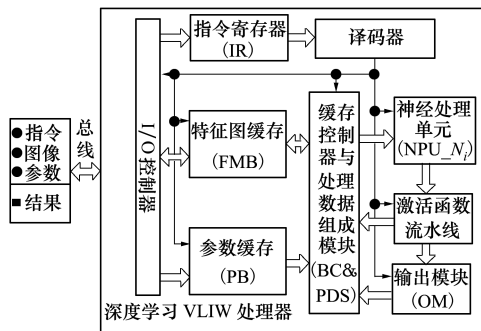 指令寄存器
(IR)
译码器
指令
图像
参数
结果
总线
I/O控制器
特征图缓存
(FMB)
参数缓存
(PB)
缓存
控制
器与
处理
数据
组成
模块
(BC&
PDS)
神经处理
单元
(NPU_Ni)
激活函数
流水线
输出模块
(OM)
深度学习 VLIW 处理器